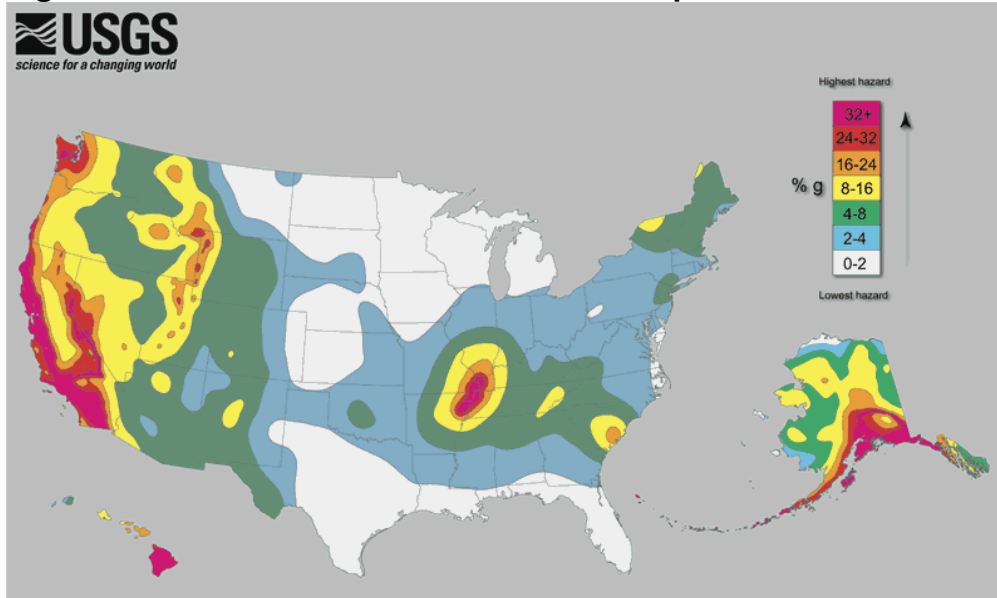 USGS
science for a changing world
Highest hazard
32+
24-32
16-24
% g
8-16
4-8
2-4
0-2
Lowest hazard